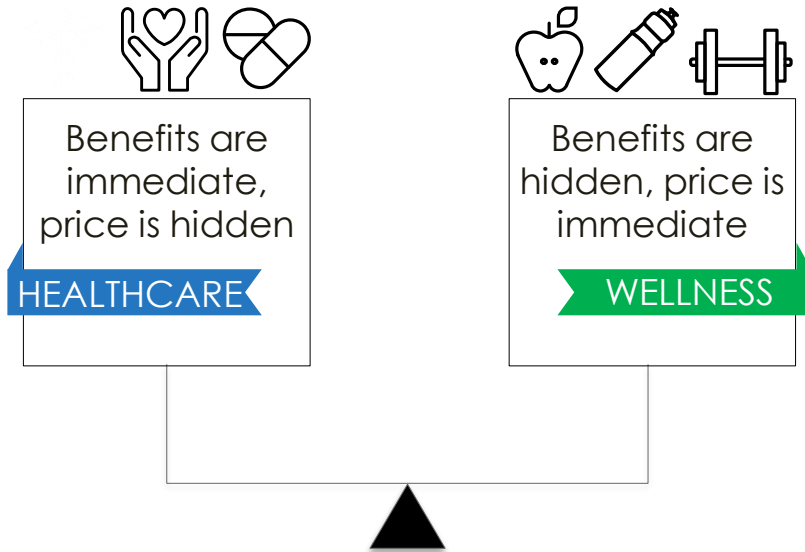 Benefits are
immediate,
price is hidden
HEALTHCARE
Benefits are
hidden, price is
immediate
WELLNESS